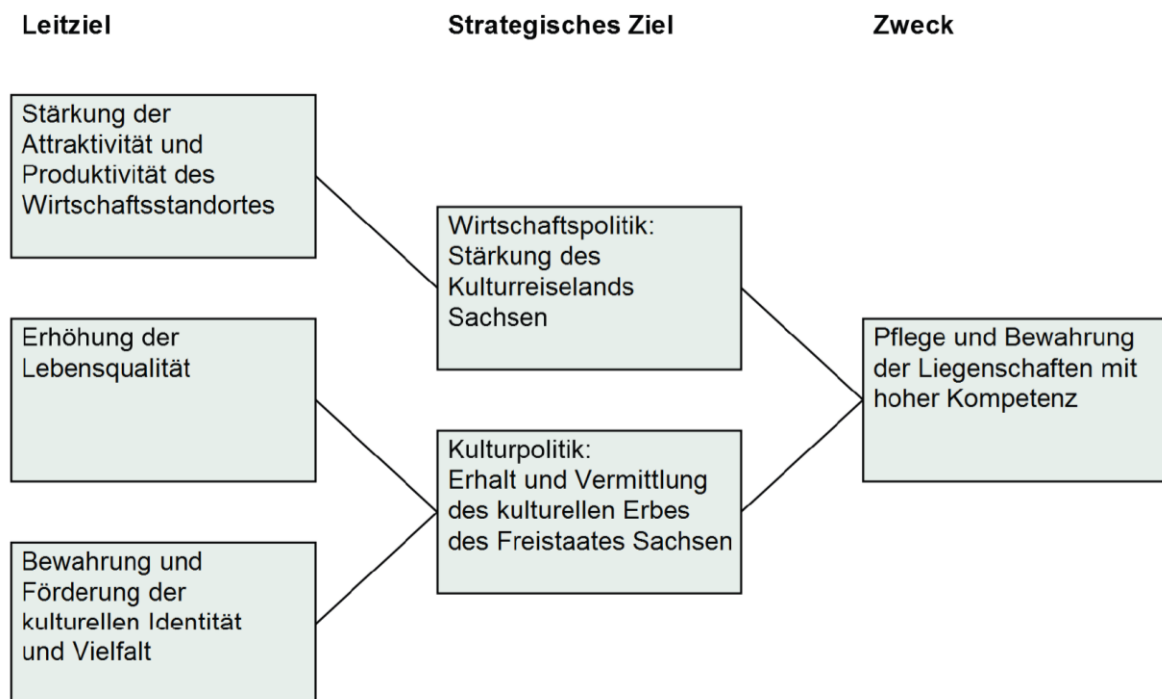 Leitziel
Strategisches Ziel
Zweck
Stärkung der
Attraktivität und
Produktivität des
Wirtschaftsstandortes
Erhöhung der
Lebensqualität
Bewahrung und
Förderung der
kulturellen Identität
und Vielfalt
Wirtschaftspolitik:
Stärkung des
Kulturreiselands
Sachsen
Kulturpolitik:
Erhalt und Vermittlung
des kulturellen Erbes
des Freistaates Sachsen
Pflege und Bewahrung
der Liegenschaften mit
hoher Kompetenz